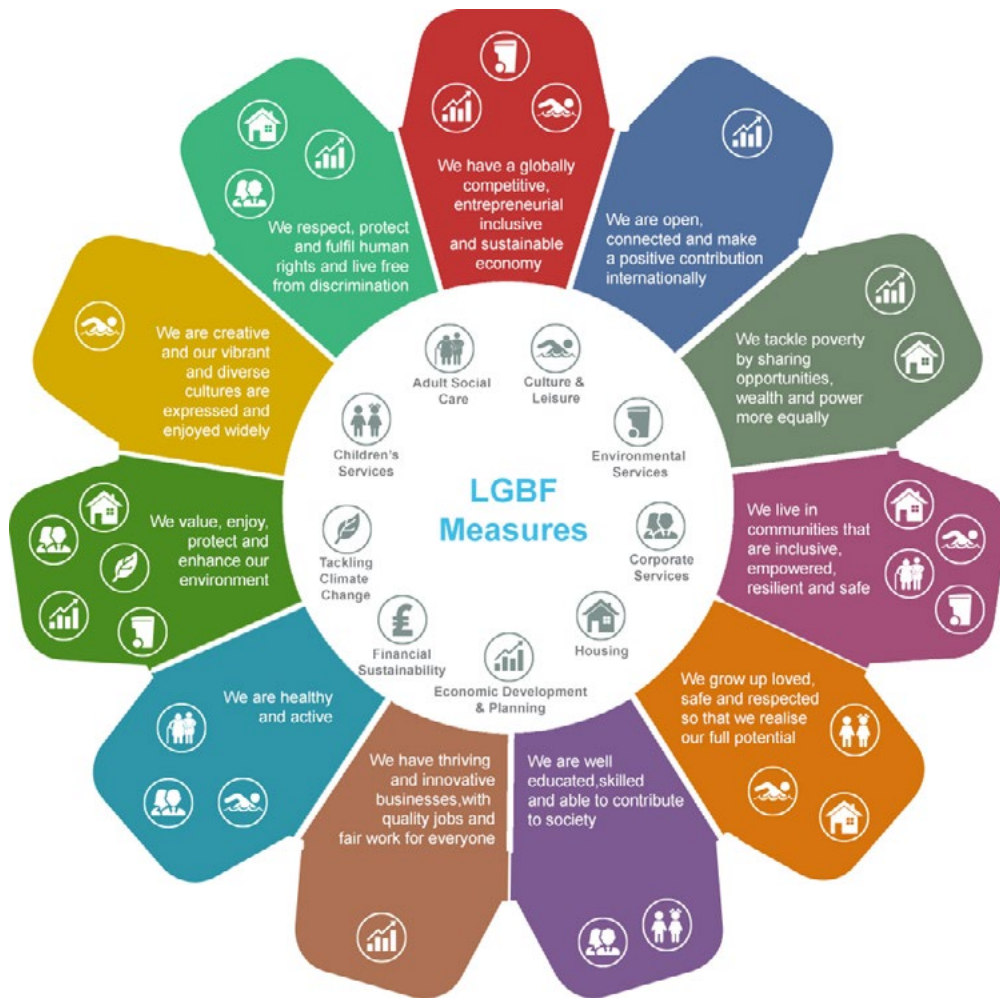 We have a globally
competitive,
entrepreneurial
inclusive
and sustainable
economy
We are open,
connected and make
a positive contribution
internationally
We tackle poverty
by sharing
opportunities,
wealth and power
more equally
We live in
communities that
are inclusive,
empowered,
resilient and safe
We grow up loved,
safe and respected
so that we realise
our full potential
We are well
educated,skilled
and able to contribute
to society
We have thriving
and innovative
businesses,with
quality jobs and
fair work for everyone
We are healthy
and active
We value, enjoy,
protect and
enhance our
environment
We are creative
and our vibrant
and diverse
cultures are
expressed and
enjoyed widely
We respect, protect
and fulfil human
rights and live free
from discrimination
LGBF
Measures
Adult Social
Care
Culture &
Leisure
Environmental
Services
Corporate
Services
Housing
Economic Development
& Planning
£
Financial
Sustainability
Tackling
Climate
Change
Children's
Services